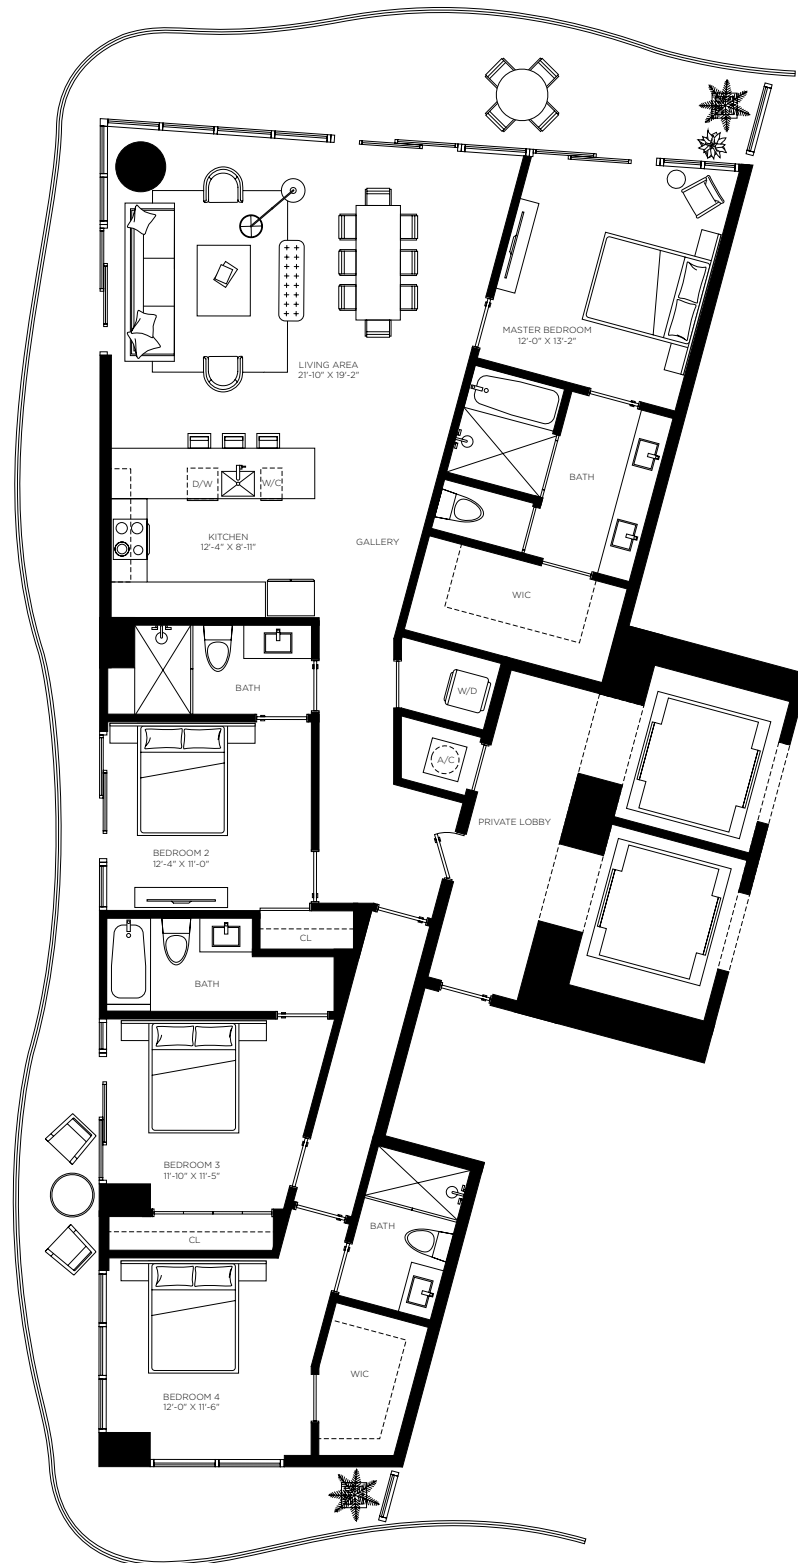 MASTER BEDROOM
12'-0" X 13'-2"
LIVING AREA
21'-10" X 19'-2"
D/W
W/C
BATH
KITCHEN
12'-4" X 8'-11"
GALLERY
WIC
BATH
W/D
A/C
PRIVATE LOBBY
BEDROOM 2
12'-4" X 11'-0"
CL
BATH
BEDROOM 3
11'-10" X 11'-5"
BATH
CL
WIC
BEDROOM 4
12'-0" X 11'-6"